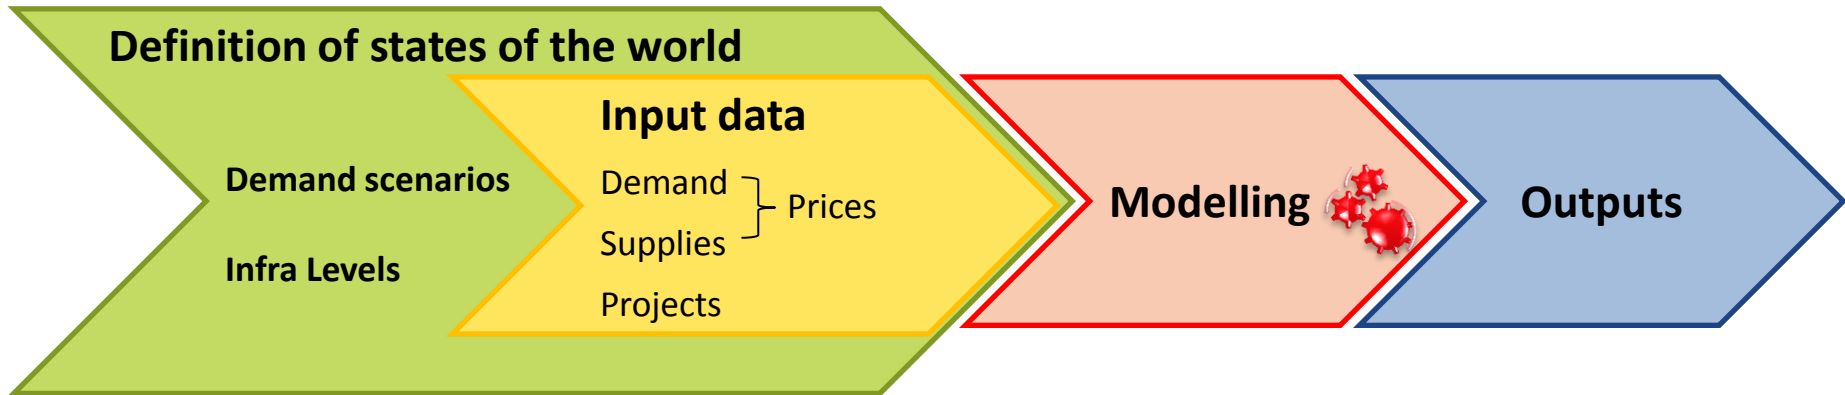 Definition of states of the world
Input data
Demand scenarios
Infra Levels
Demand
Supplies
Prices
Projects
Modelling
Outputs